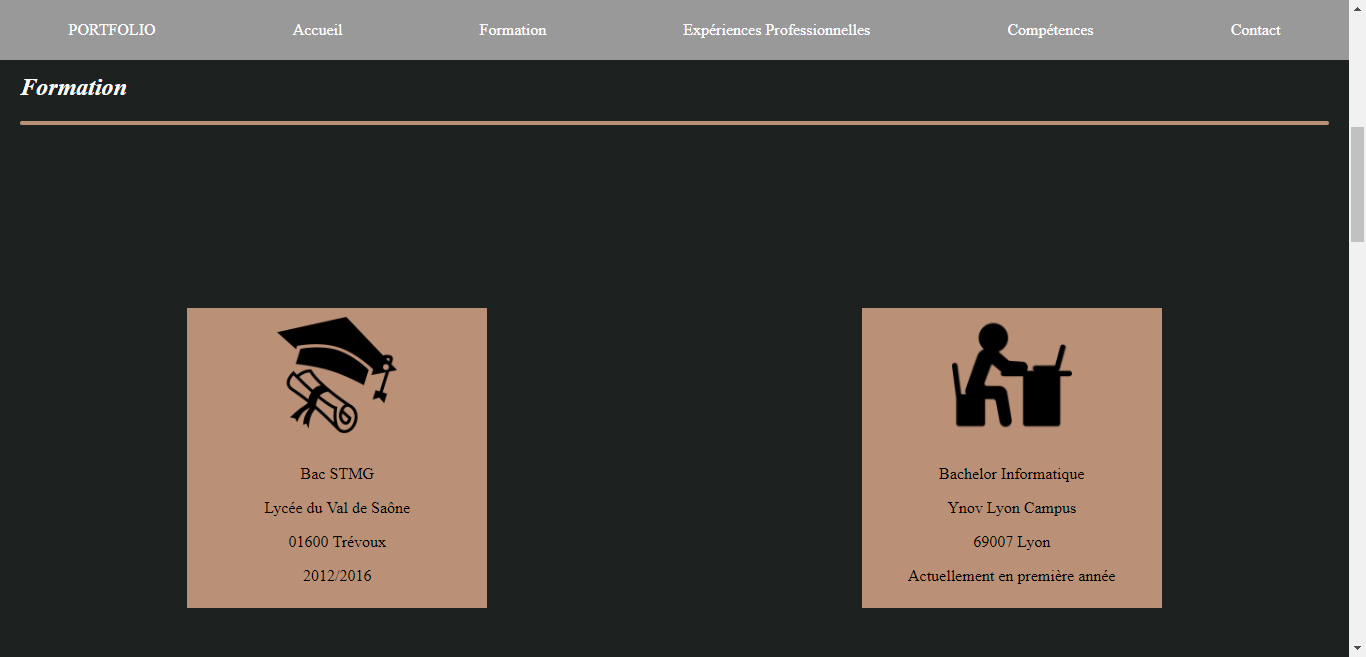 PORTFOLIO Accueil Formation Expériences Professionnelles Compétences Contact
Formation
Bac STMG
Lycée du Val de Saône
01600 Trévoux
2012/2016
Bachelor Informatique
Ynov Lyon Campus
69007 Lyon
Actuellement en première année